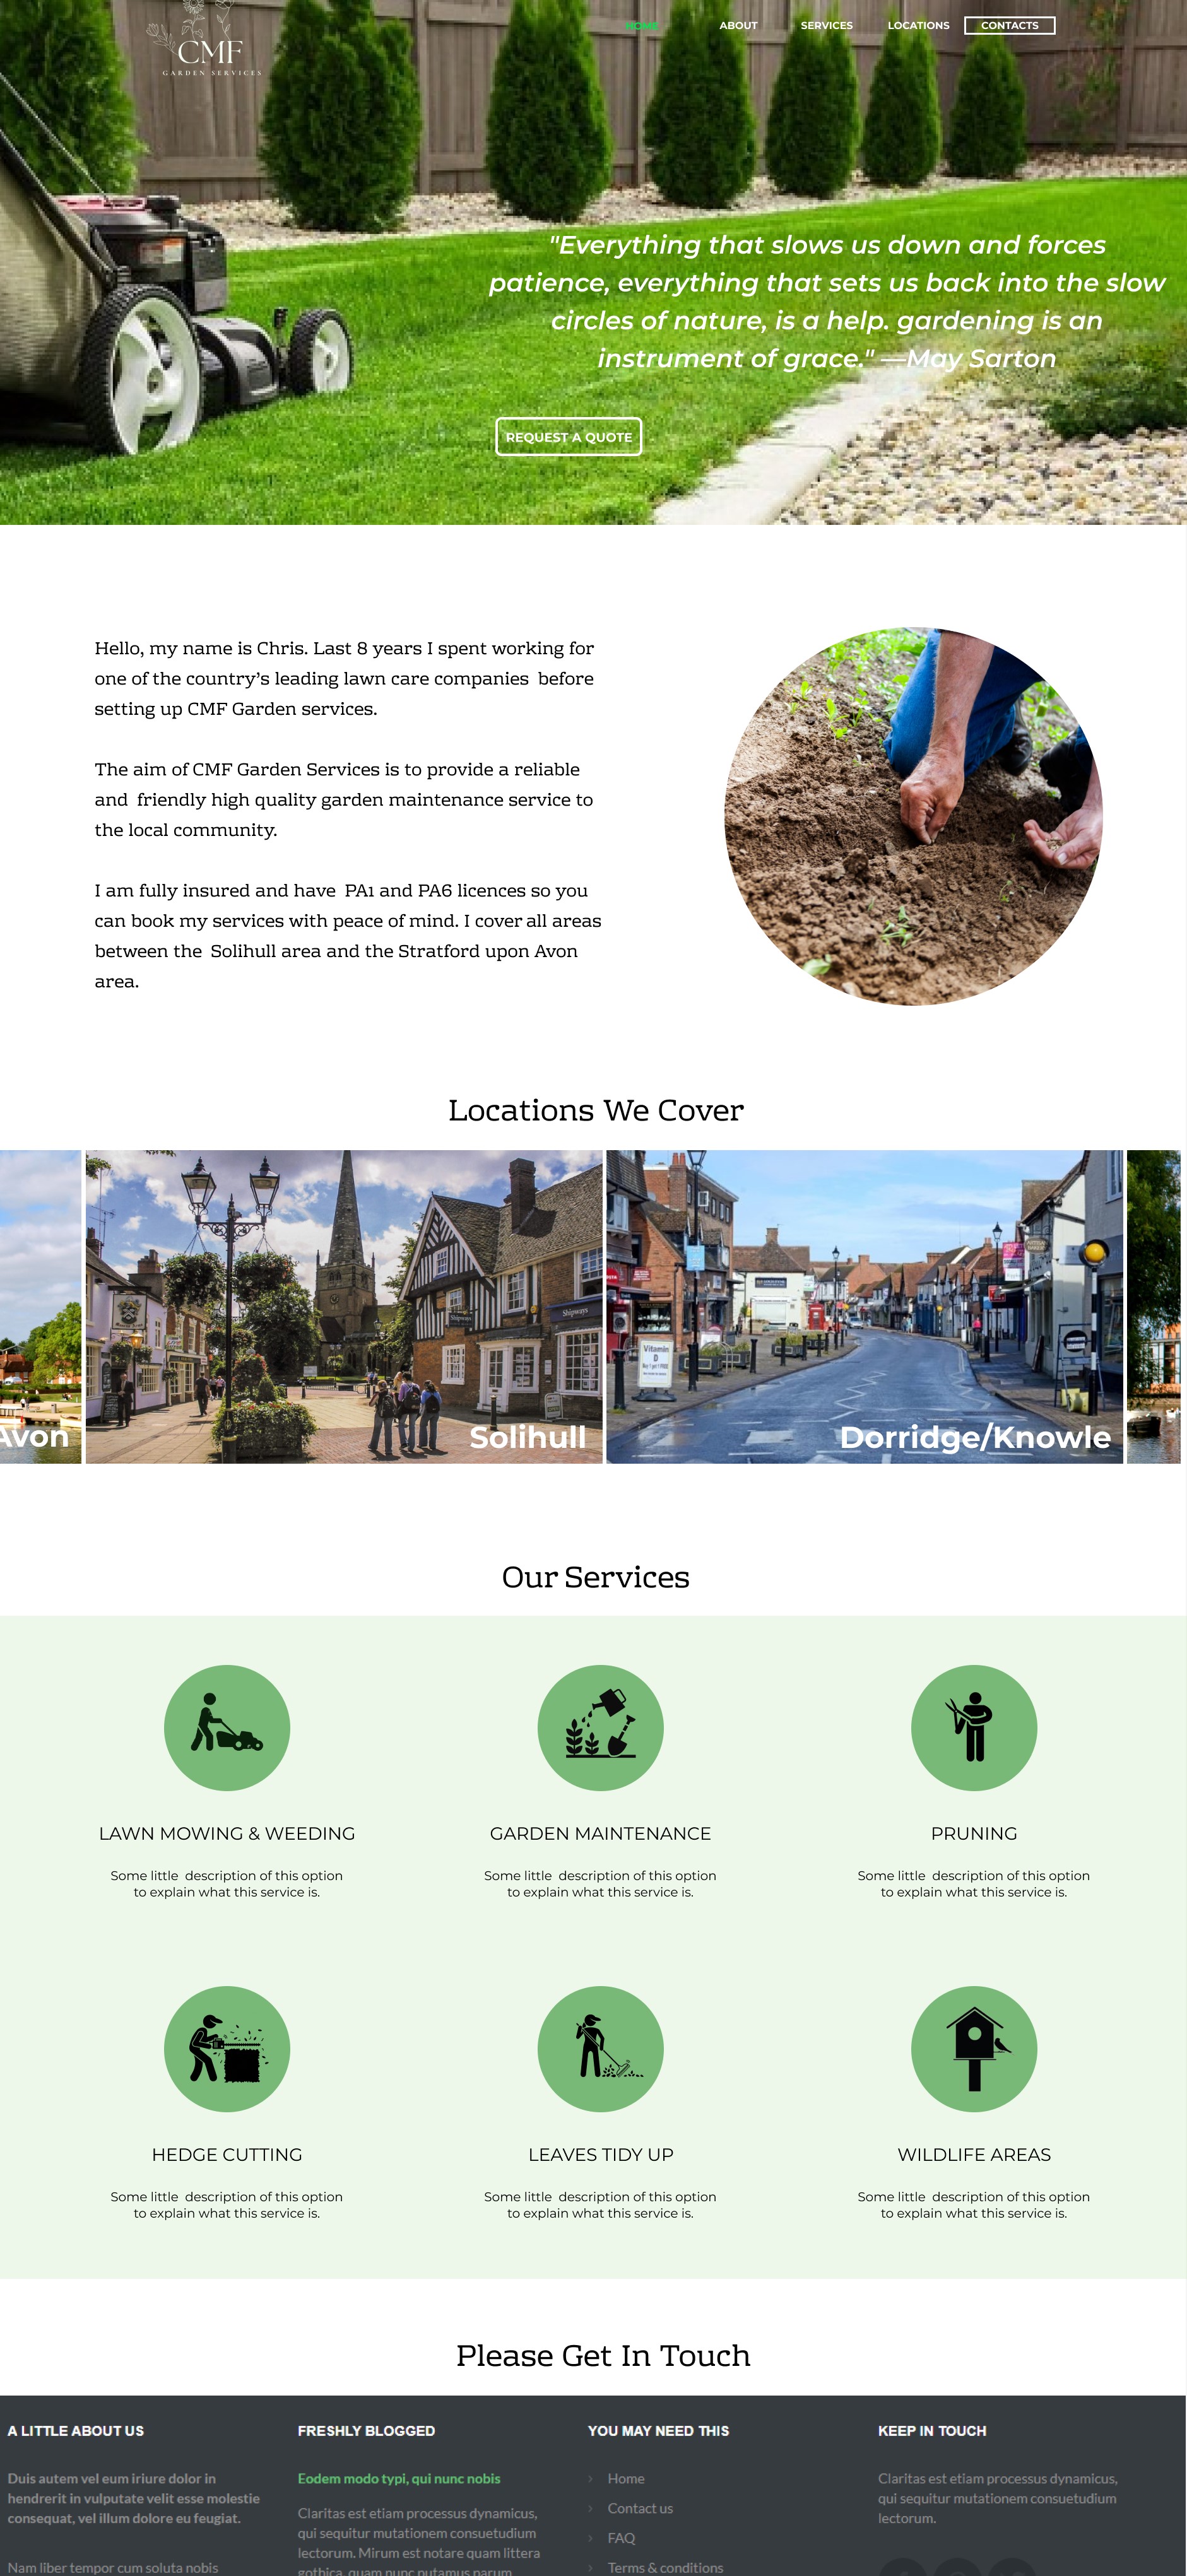 CMF
GARDEN SERVICES
HOME
ABOUT
SERVICES
LOCATIONS
CONTACTS
"Everything that slows us down and forces
patience, everything that sets us back into the slow
circles of nature, is a help. gardening is an
instrument of grace." —May Sarton
REQUEST A QUOTE
Hello, my name is Chris. Last 8 years I spent working for
one of the country's leading lawn care companies before
setting up CMF Garden services.
The aim of CMF Garden Services is to provide a reliable
and friendly high quality garden maintenance service to
the local community.
I am fully insured and have PA1 and PA6 licences so you
can book my services with peace of mind. I cover all areas
between the Solihull area and the Stratford upon Avon
area.
Locations We Cover
Shipways
Shipways
Vitamin
D
Avon
Solihull
Dorridge/Knowle
Our Services
LAWN MOWING & WEEDING
Some little description of this option
to explain what this service is.
GARDEN MAINTENANCE
Some little description of this option
to explain what this service is.
PRUNING
Some little description of this option
to explain what this service is.
HEDGE CUTTING
Some little description of this option
to explain what this service is.
LEAVES TIDY UP
Some little description of this option
to explain what this service is.
WILDLIFE AREAS
Some little description of this option
to explain what this service is.
Please Get In Touch
A LITTLE ABOUT US
Duis autem vel eum iriure dolor in
hendrerit in vulputate velit esse molestie
consequat, vel illum dolore eu feugiat.
Nam liber tempor cum soluta nobis
FRESHLY BLOGGED
Eodem modo typi, qui nunc nobis
Claritas est etiam processus dynamicus,
qui sequitur mutationem consuetudium
lectorum. Mirum est notare quam littera
gothica, quam nunc putamus parum
YOU MAY NEED THIS
Home
Contact us
FAQ
Terms & conditions
KEEP IN TOUCH
Claritas est etiam processus dynamicus,
qui sequitur mutationem consuetudium
lectorum.